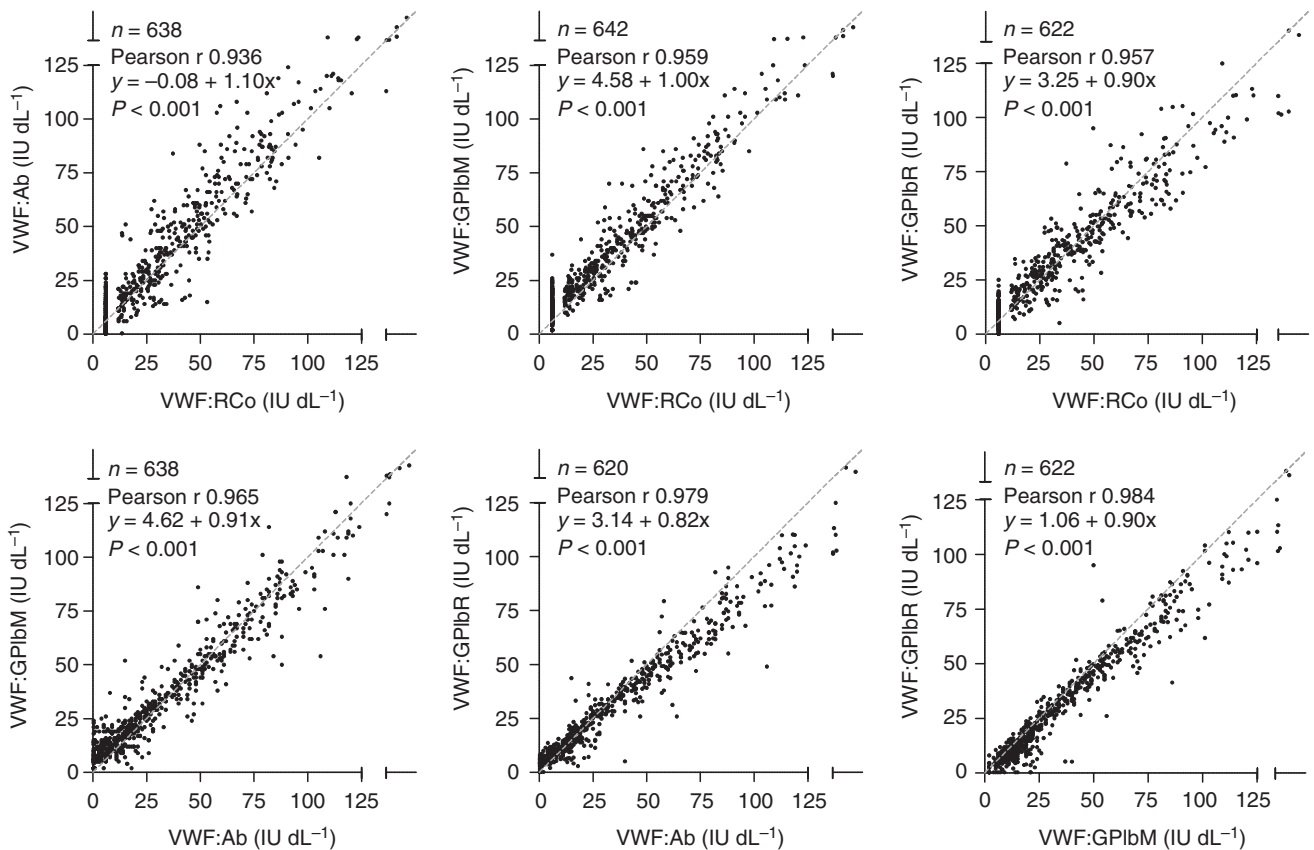 n = 638
Pearson r 0.936
y = –0.08 + 1.10x
P < 0.001
VWF:Ab (IU dL–1)
125
100
75
50
25
0
0 25 50 75 100 125
VWF:RCo (IU dL–1)
n = 642
Pearson r 0.959
y = 4.58 + 1.00x
P < 0.001
VWF:GPIbM (IU dL–1)
125
100
75
50
25
0
0 25 50 75 100 125
VWF:RCo (IU dL–1)
n = 622
Pearson r 0.957
y = 3.25 + 0.90x
P < 0.001
VWF:GPIbR (IU dL–1)
125
100
75
50
25
0
0 25 50 75 100 125
VWF:RCo (IU dL–1)
n = 638
Pearson r 0.965
y = 4.62 + 0.91x
P < 0.001
VWF:GPIbM (IU dL–1)
125
100
75
50
25
0
0 25 50 75 100 125
VWF:Ab (IU dL–1)
n = 620
Pearson r 0.979
y = 3.14 + 0.82x
P < 0.001
VWF:GPIbR (IU dL–1)
125
100
75
50
25
0
0 25 50 75 100 125
VWF:Ab (IU dL–1)
n = 622
Pearson r 0.984
y = 1.06 + 0.90x
P < 0.001
VWF:GPIbR (IU dL–1)
125
100
75
50
25
0
0 25 50 75 100 125
VWF:GPIbM (IU dL–1)